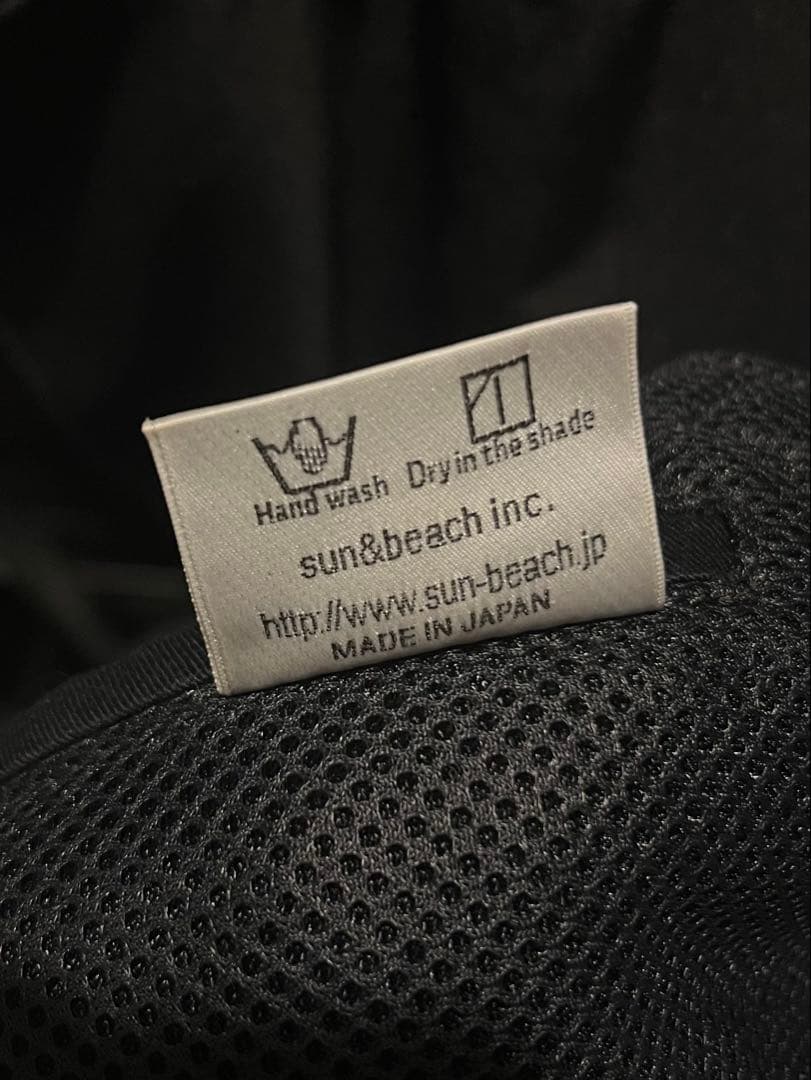 Hand wash Dry in the shade
sun&beach inc.
http://www.sun-beach.jp
MADE IN JAPAN